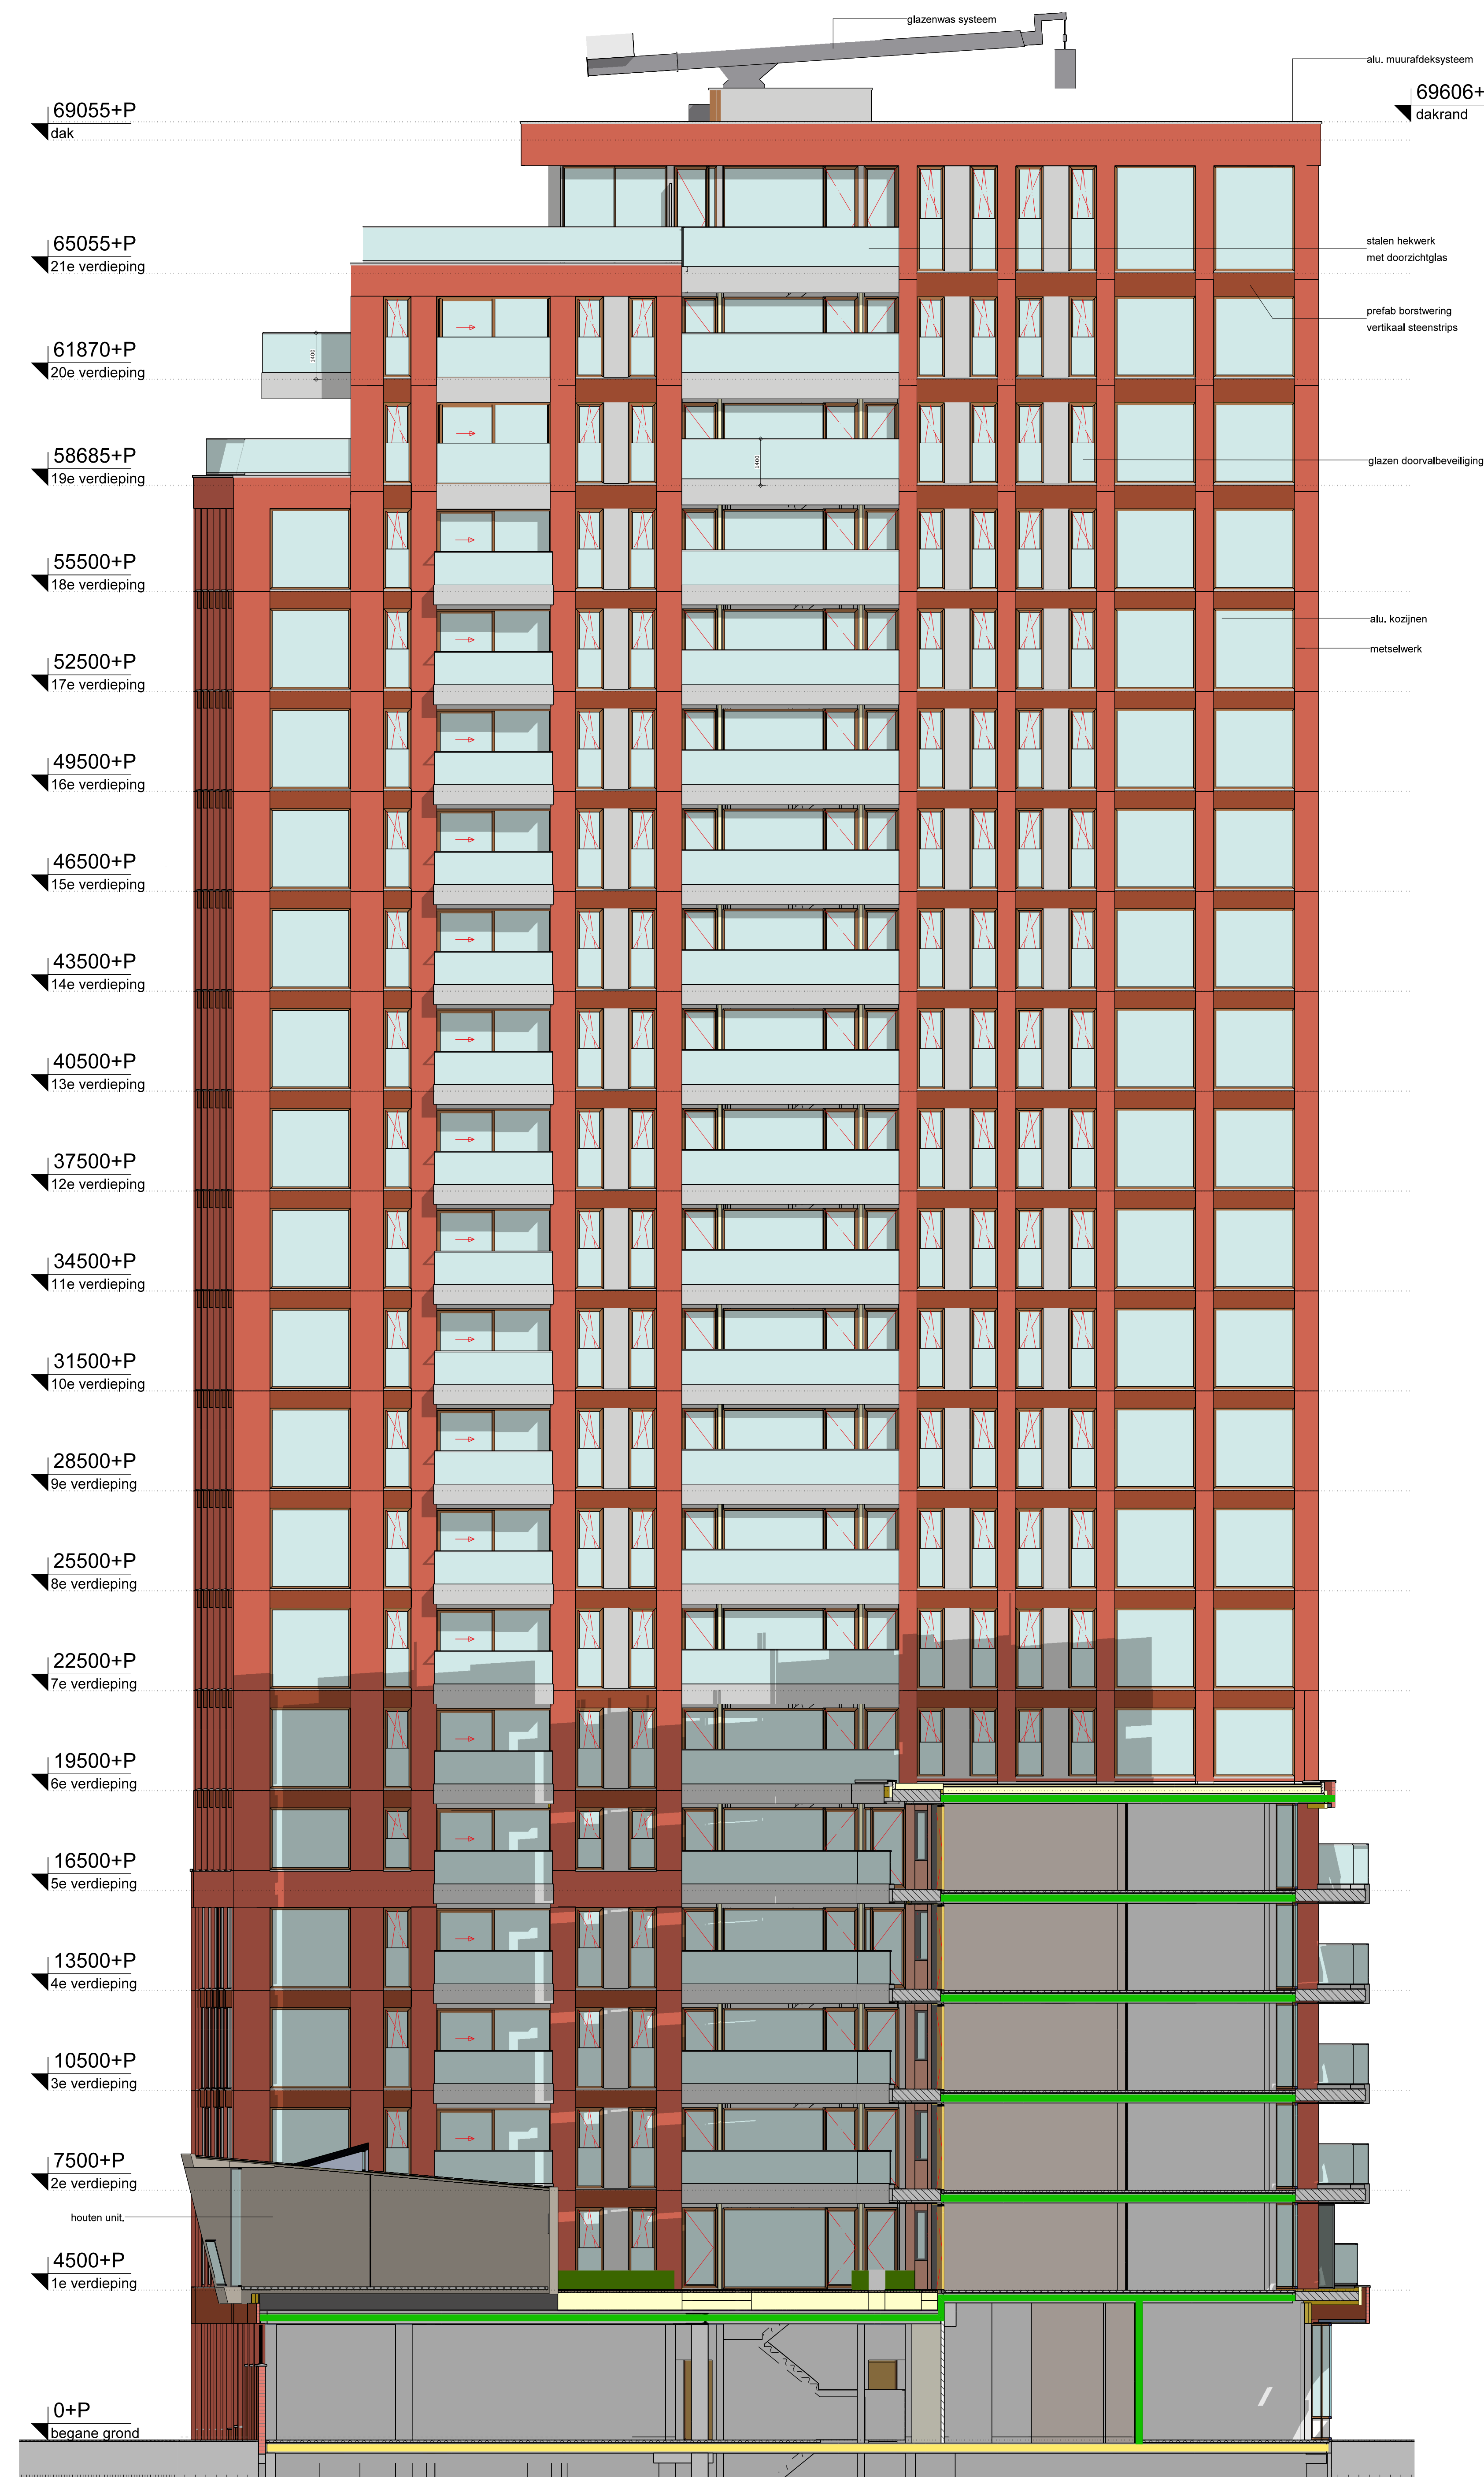 glazenwas systeem
alu. muurafdeksysteem
69055+P
dak
69606+
dakrand
65055+P
21e verdieping
stalen hekwerk
met doorzichtglas
prefab borstwering
vertikaal steenstrips
61870+P
20e verdieping
1400
58685+P
19e verdieping
1400
glazen doorvalbeveiliging
55500+P
18e verdieping
alu. kozijnen
metselwerk
52500+P
17e verdieping
49500+P
16e verdieping
46500+P
15e verdieping
43500+P
14e verdieping
40500+P
13e verdieping
37500+P
12e verdieping
34500+P
11e verdieping
31500+P
10e verdieping
28500+P
9e verdieping
25500+P
8e verdieping
22500+P
7e verdieping
19500+P
6e verdieping
16500+P
5e verdieping
13500+P
4e verdieping
10500+P
3e verdieping
7500+P
2e verdieping
houten unit.
4500+P
1e verdieping
0+P
begane grond